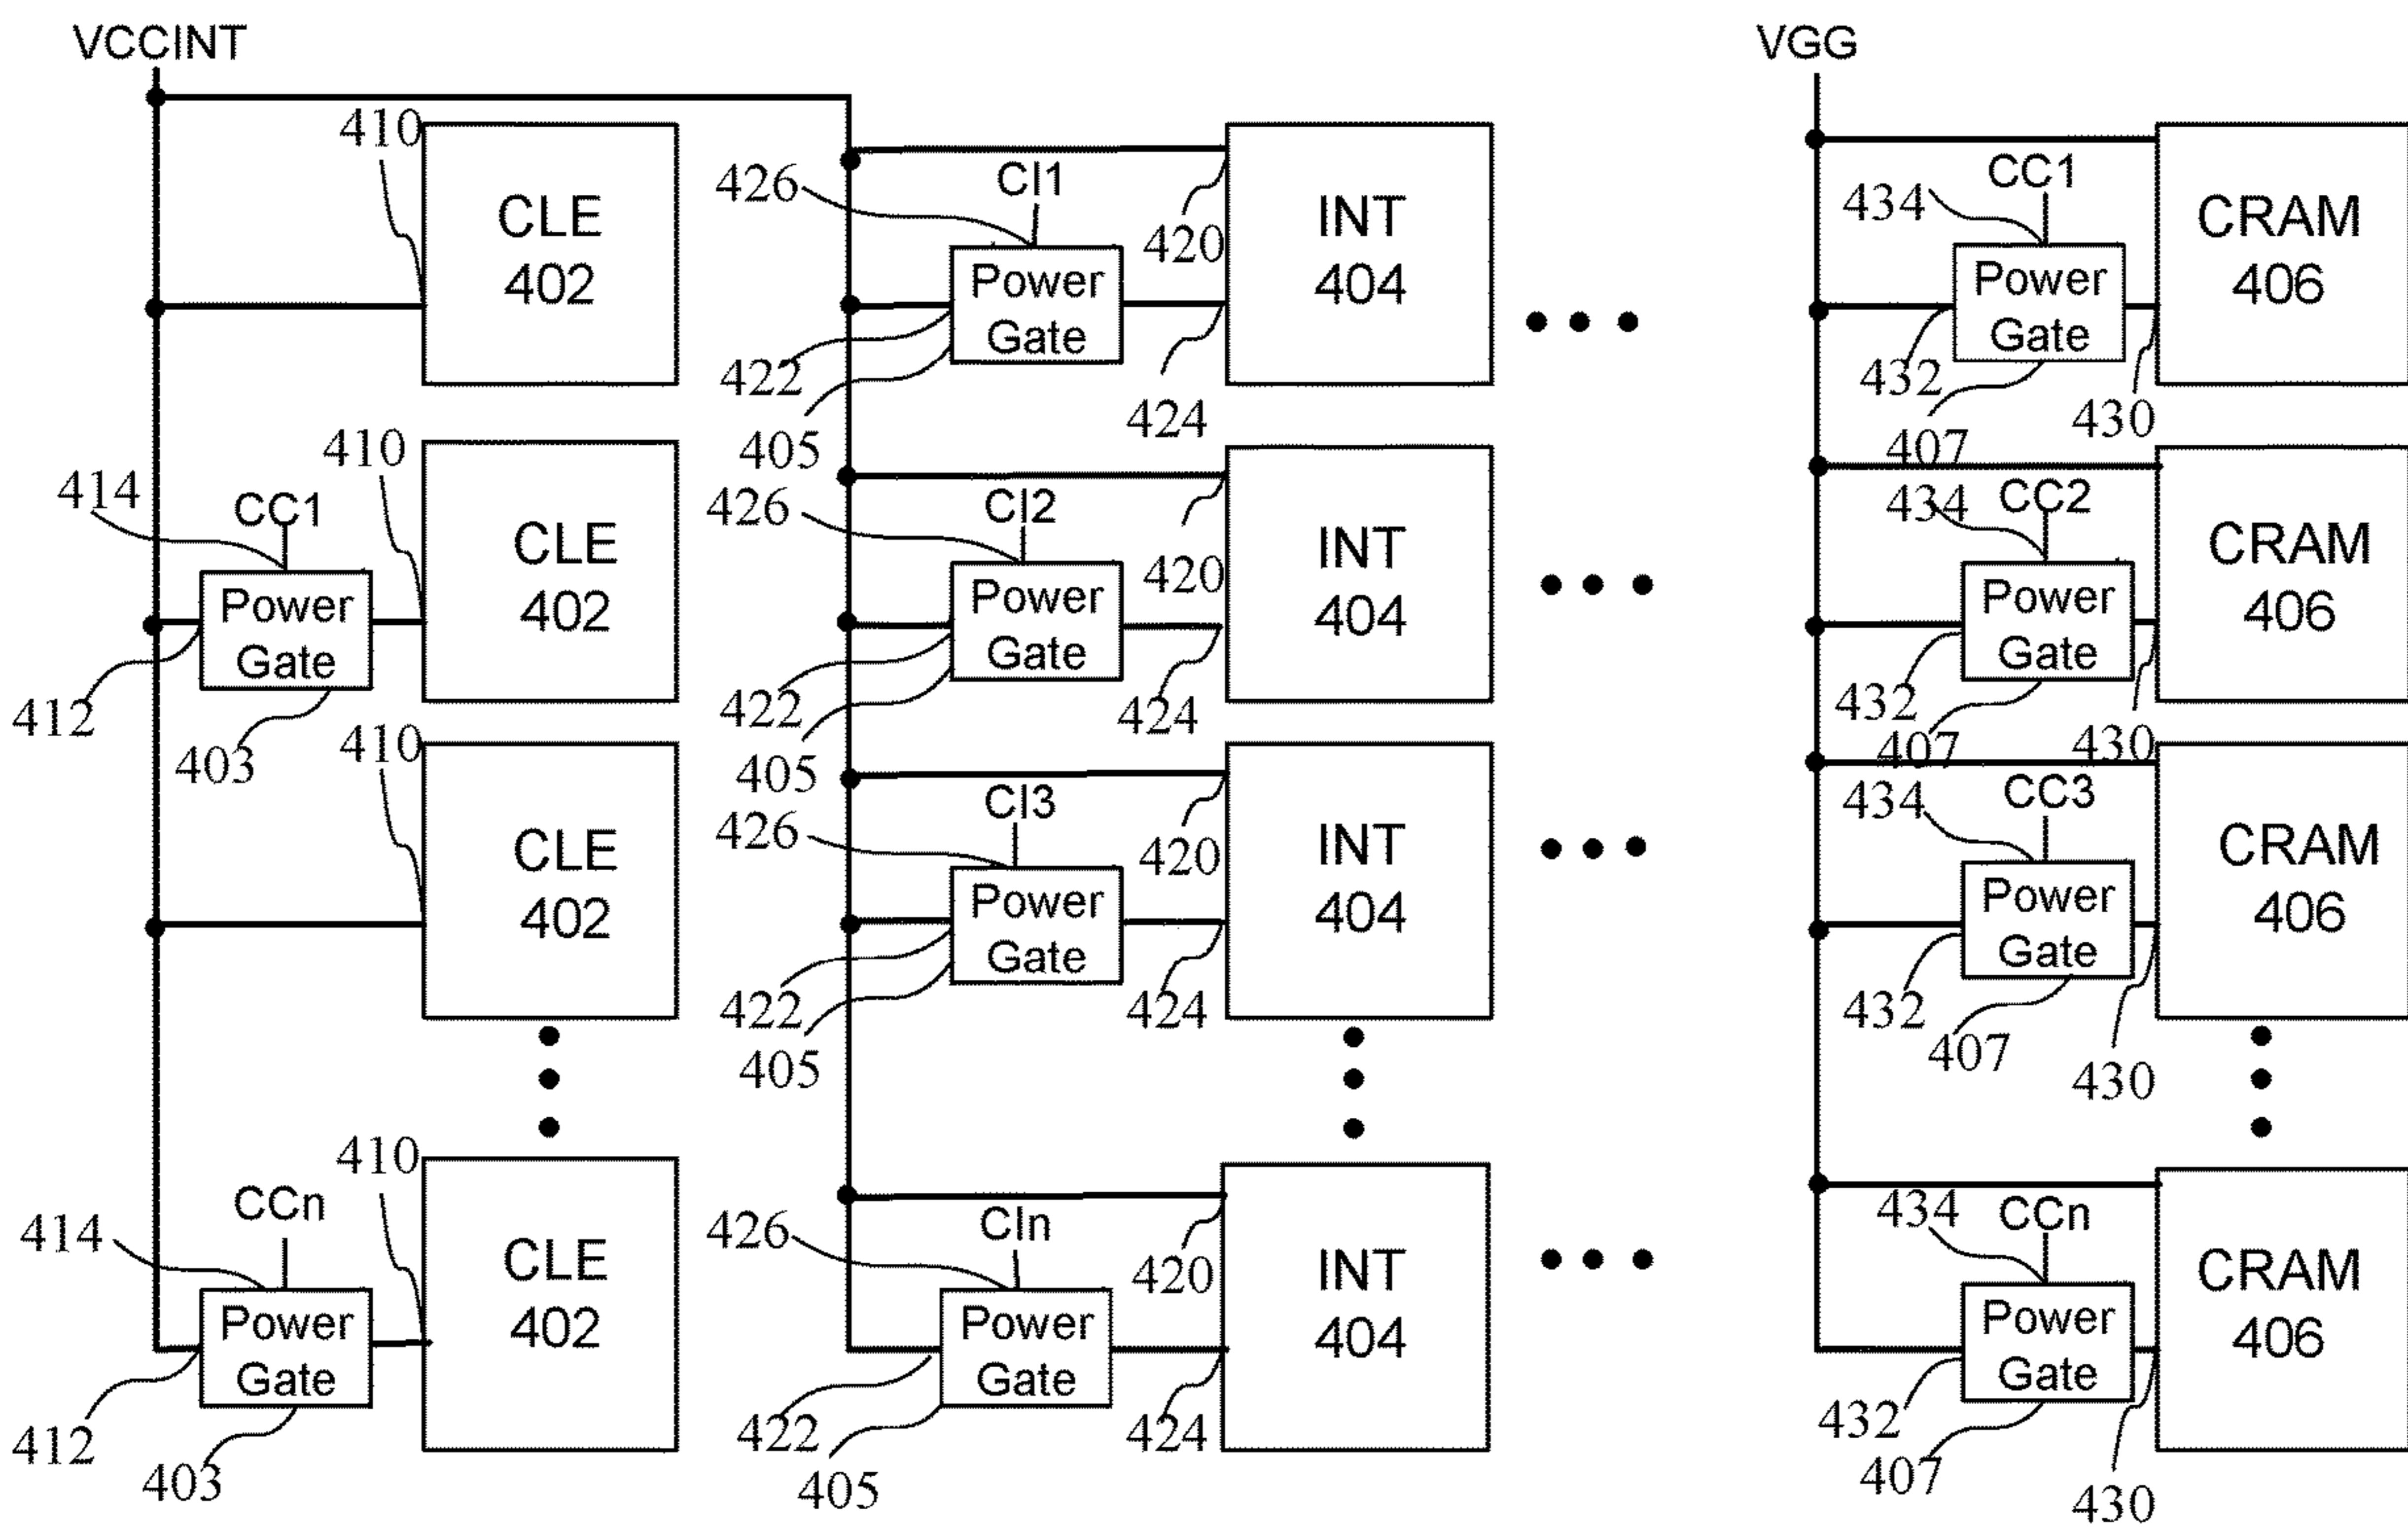 VCCINT
VGG
410
CLE
402
426
CI1
Power
Gate
422
405
420
424
INT
404
434
CC1
Power
Gate
432
407
430
CRAM
406
414
CC1
Power
Gate
412
403
410
CLE
402
426
CI2
Power
Gate
422
405
420
424
INT
404
434
CC2
Power
Gate
432
407
430
CRAM
406
410
CLE
402
426
CI3
Power
Gate
422
405
420
424
INT
404
434
CC3
Power
Gate
432
407
430
CRAM
406
414
CCn
Power
Gate
412
403
410
CLE
402
426
CIn
Power
Gate
422
405
420
424
INT
404
434
CCn
Power
Gate
432
407
430
CRAM
406